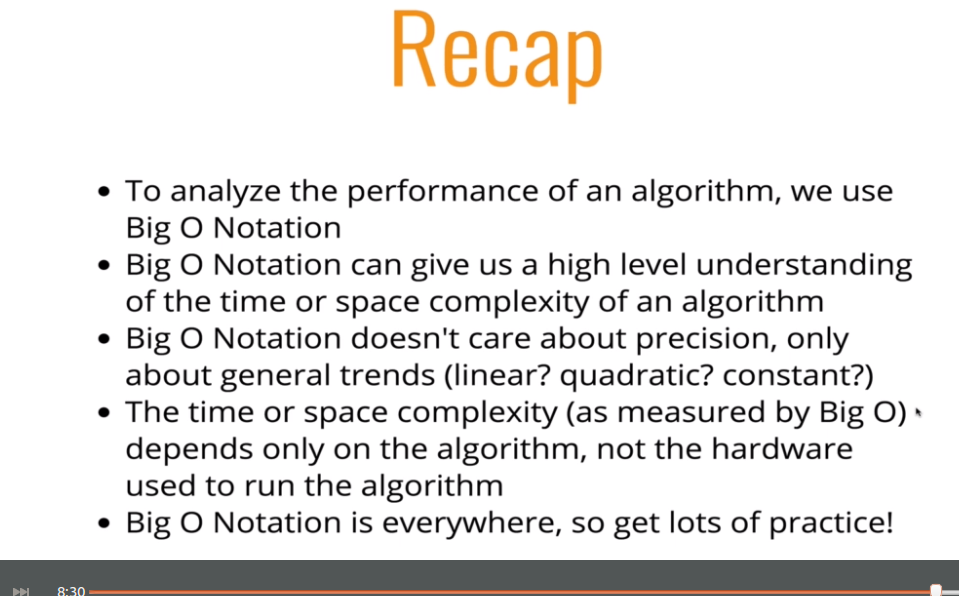 Recap
• To analyze the performance of an algorithm, we use
Big O Notation
• Big O Notation can give us a high level understanding
of the time or space complexity of an algorithm
• Big O Notation doesn't care about precision, only
about general trends (linear? quadratic? constant?)
• The time or space complexity (as measured by Big O)
depends only on the algorithm, not the hardware
used to run the algorithm
• Big O Notation is everywhere, so get lots of practice!
8:30